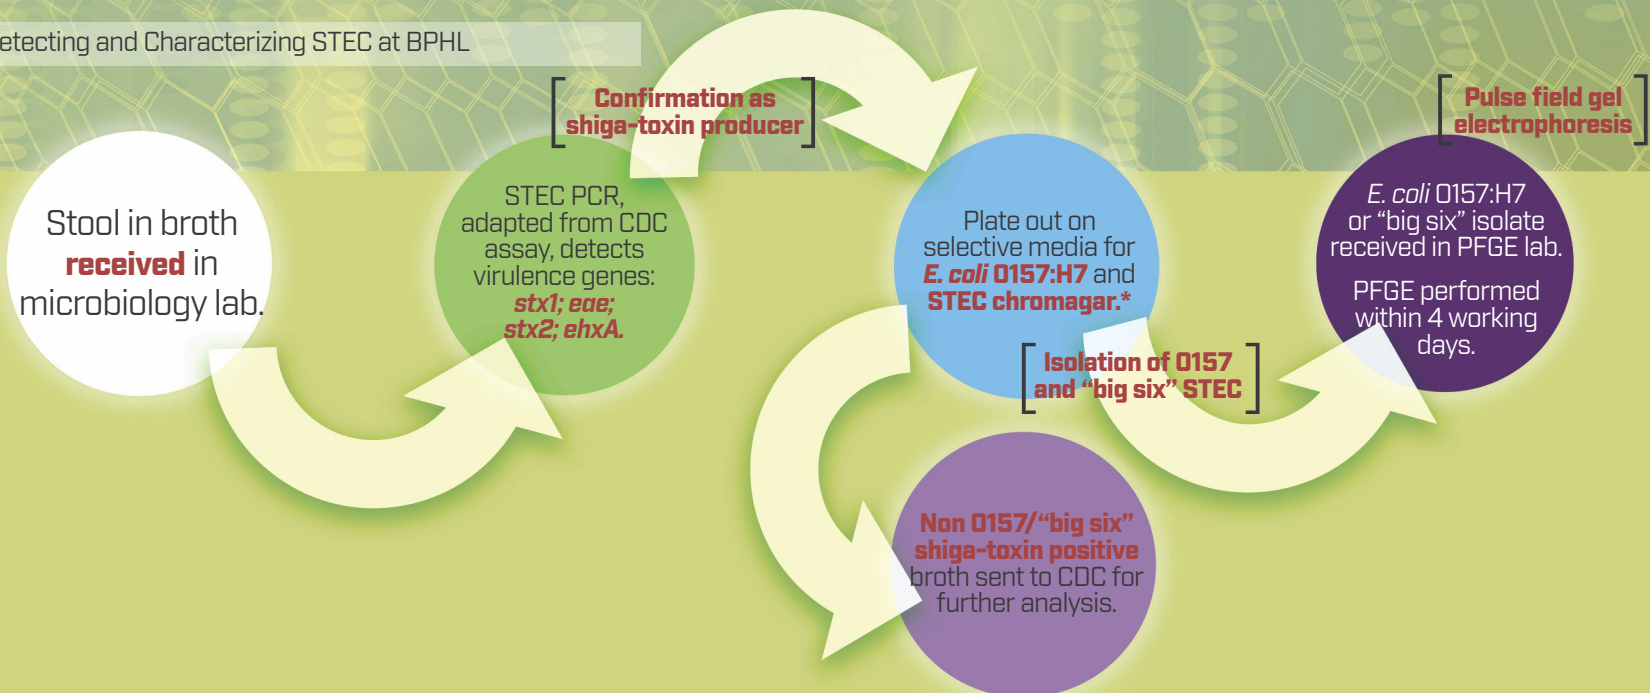 etecting and Characterizing STEC at BPHL
Stool in broth
received in
microbiology lab.
Confirmation as
shiga-toxin producer
STEC PCR,
adapted from CDC
assay, detects
virulence genes:
stx1; eae;
stx2; ehxA.
Plate out on
selective media for
E. coli O157:H7 and
STEC chromagar.*
Isolation of O157
and “big six” STEC
Non O157/“big six”
shiga-toxin positive
broth sent to CDC for
further analysis.
Pulse field gel
electrophoresis
E. coli O157:H7
or “big six” isolate
received in PFGE lab.
PFGE performed
within 4 working
days.